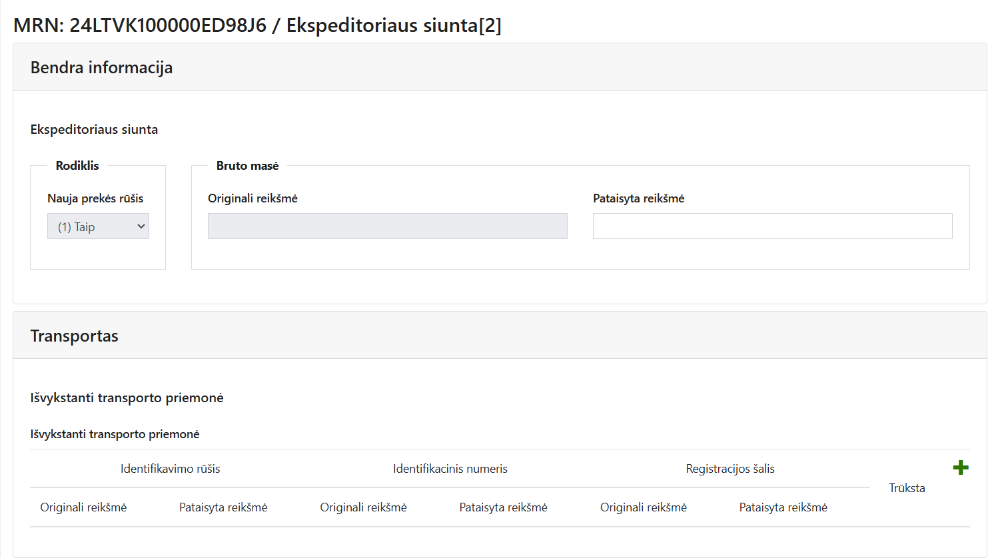 MRN: 24LTVK100000ED98J6 / Ekspeditoriaus siunta[2]
Bendra informacija
Ekspeditoriaus siunta
Rodiklis
Bruto masė
Nauja prekės rūšis
Originali reikšmė
Pataisyta reikšmė
(1) Taip
Transportas
Išvykstanti transporto priemonė
Išvykstanti transporto priemonė
Identifikavimo rūšis
Identifikacinis numeris
Registracijos šalis
Trūksta
Originali reikšmė
Pataisyta reikšmė
Originali reikšmė
Pataisyta reikšmė
Originali reikšmė
Pataisyta reikšmė